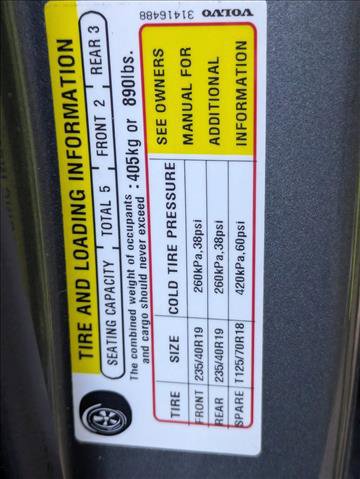 TIRE AND LOADING INFORMATION
SEATING CAPACITY TOTAL 5 FRONT 2 REAR 3
The combined weight of occupants
and cargo should never exceed : 405kg or 890lbs.
TIRE SIZE COLD TIRE PRESSURE
FRONT 235/40R19 260kPa,38psi
REAR 235/40R19 260kPa,38psi
SPARE T125/70R18 420kPa,60psi
SEE OWNERS
MANUAL FOR
ADDITIONAL
INFORMATION
VOLVO
31416488